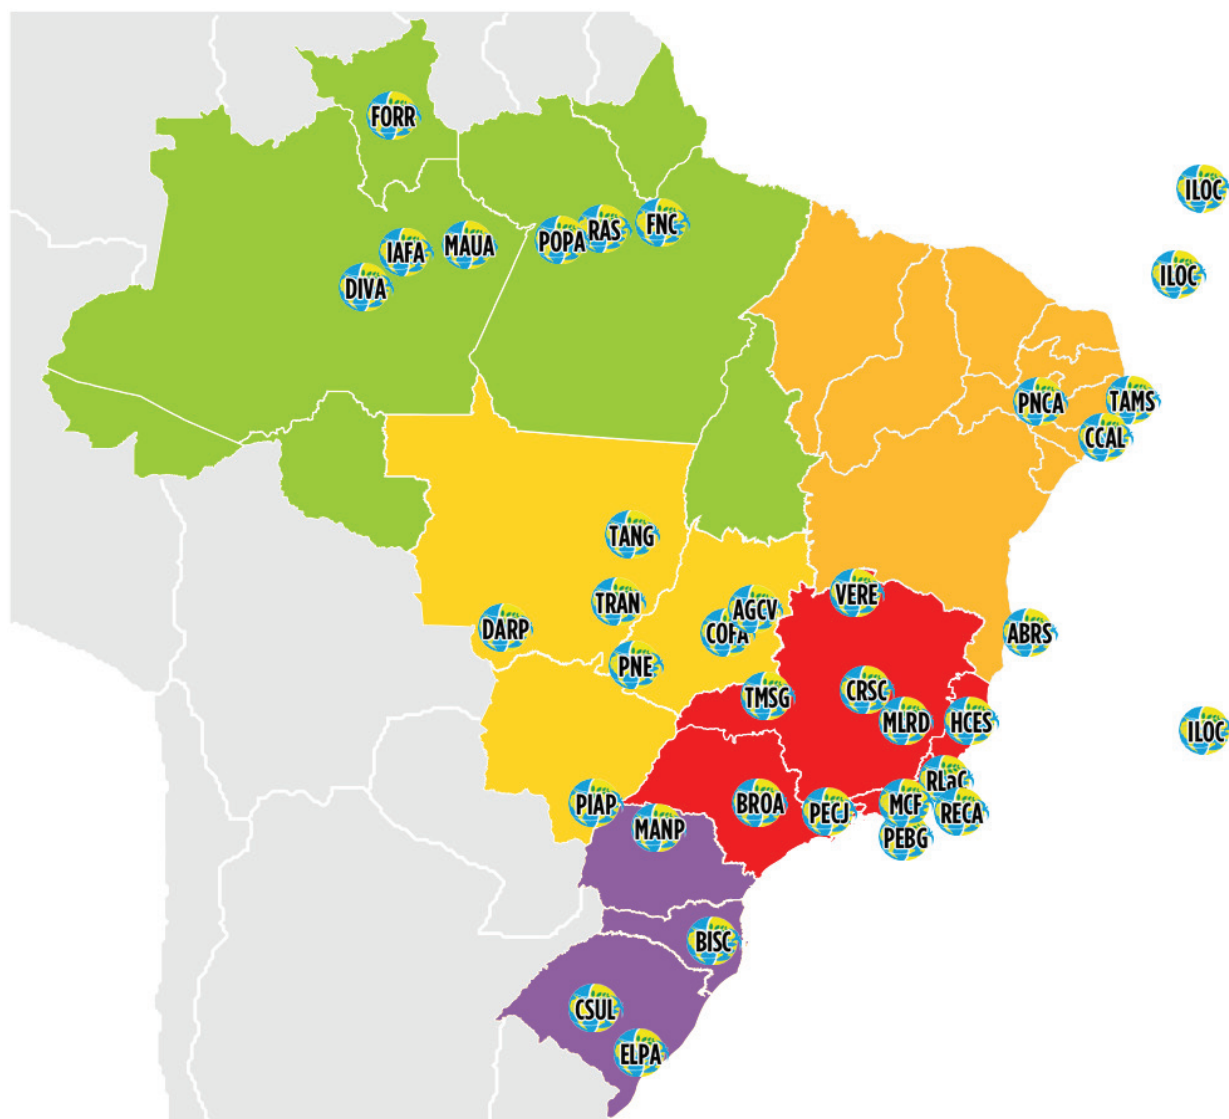 FORR
ILOC
IAFA
MAUA
POPA
RAS
FNC
DIVA
ILOC
PNCA
TAMS
CCAL
TANG
TRAN
AGCV
VERE
DARP
COFA
ABRS
PNE
TMSG
CRSC
MLRD
HCES
ILOC
RLaC
PIAP
BROA
PECJ
MCF
RECA
MANP
PEBG
BISC
CSUL
ELPA